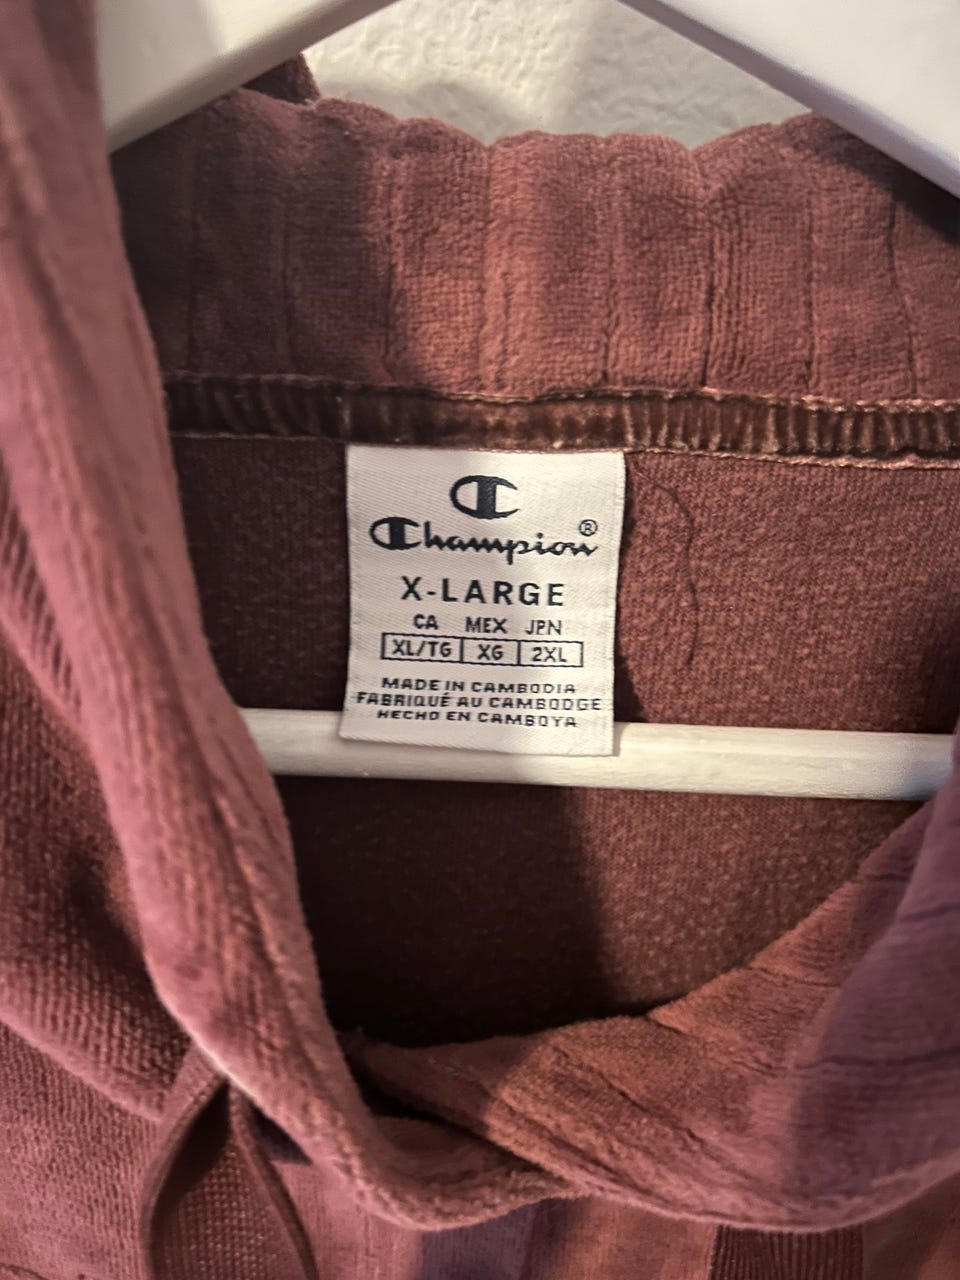 Champion®
X-LARGE
CA MEX JPN
XL/TG XG 2XL
MADE IN CAMBODIA
FABRIQUÉ AU CAMBODGE
HECHO EN CAMBOYA